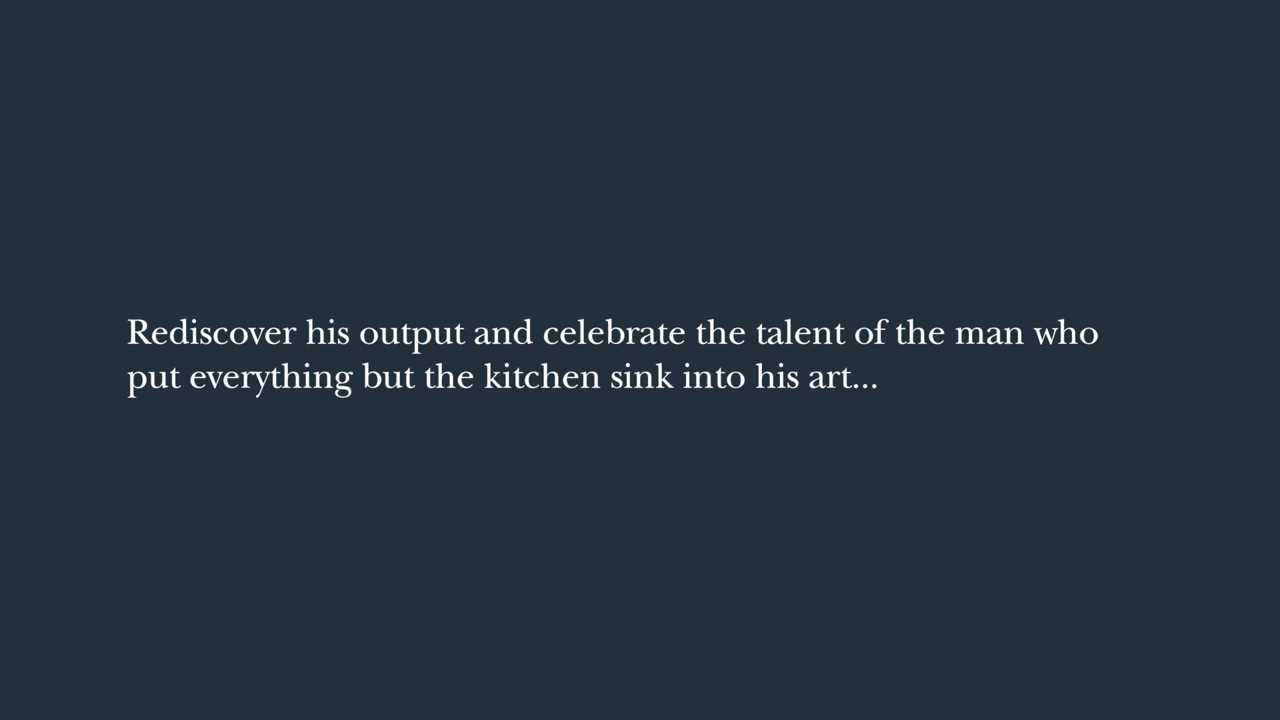 Rediscover his output and celebrate the talent of the man who
put everything but the kitchen sink into his art...